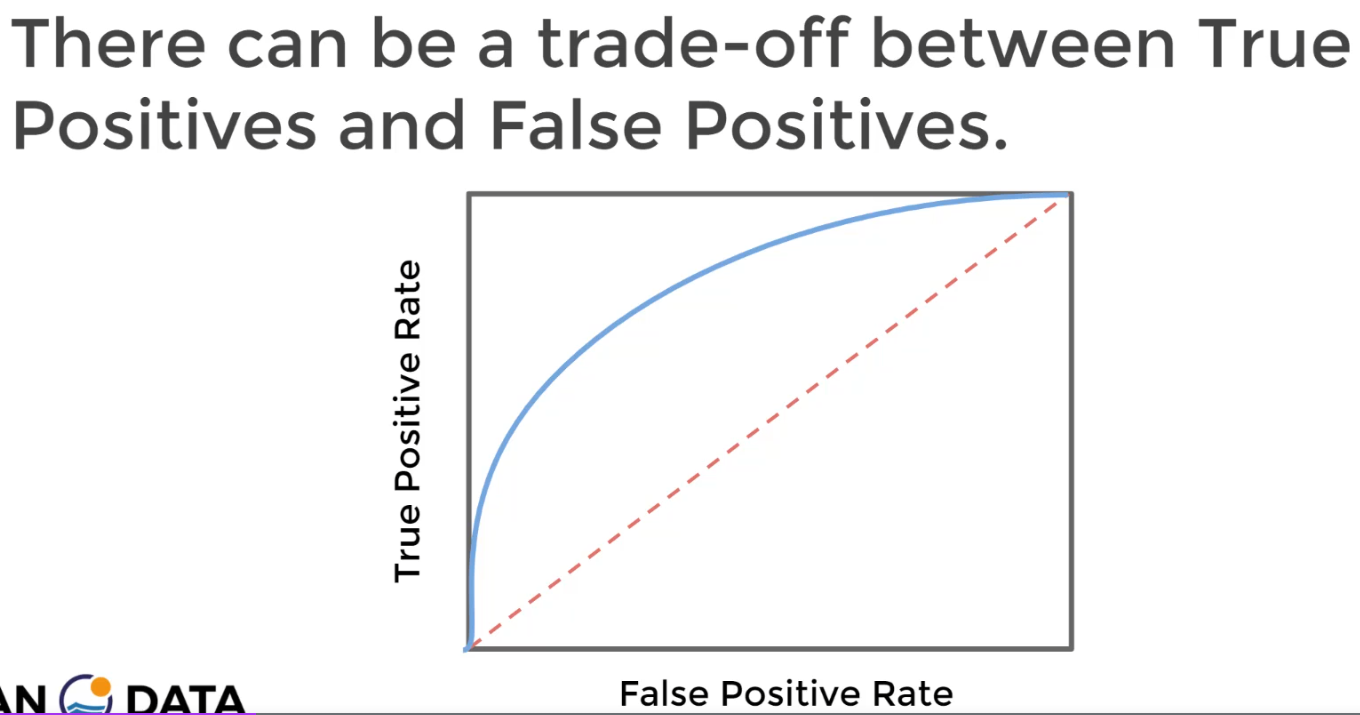 There can be a trade-off between True
Positives and False Positives.
True Positive Rate
False Positive Rate
AN DATA